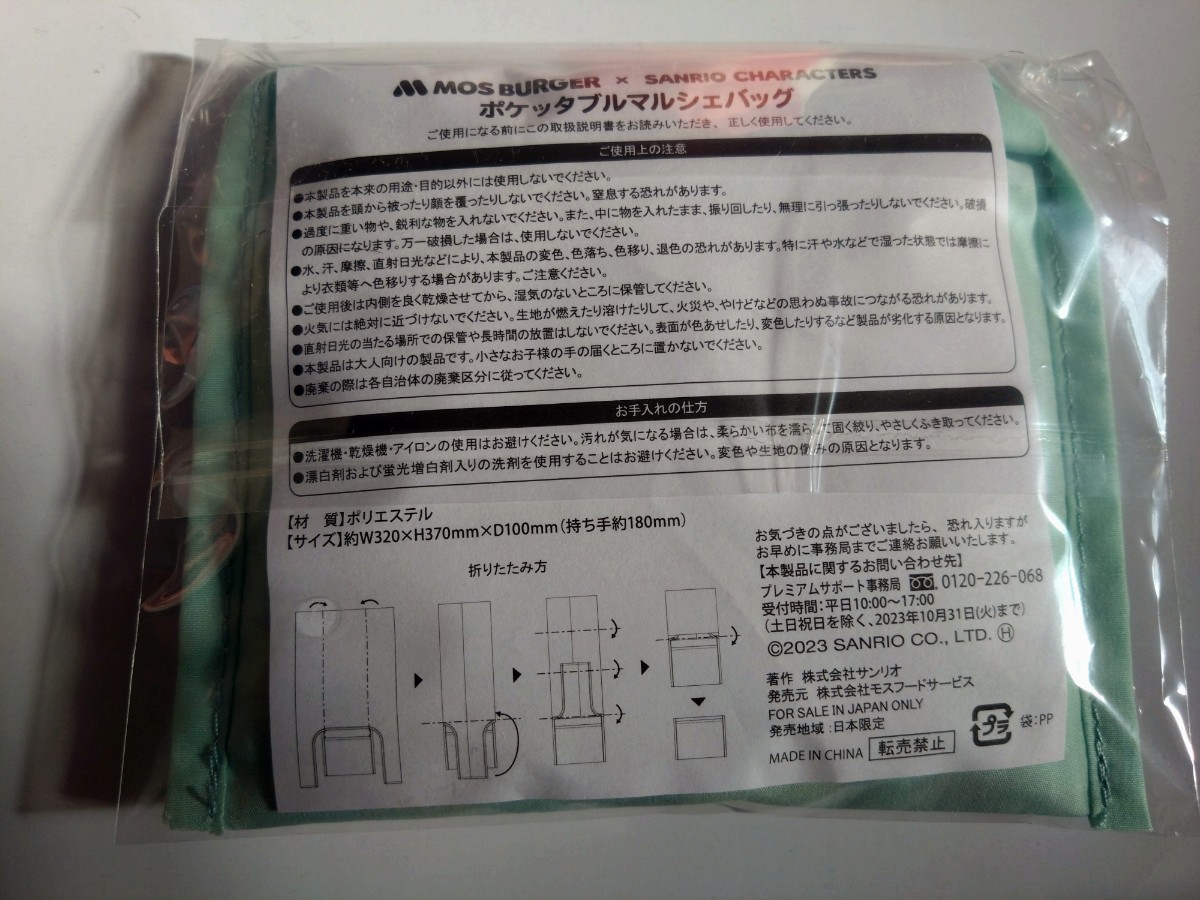 MOS BURGER × SANRIO CHARACTERS
ポケッタブルマルシェバッグ
ご使用になる前にこの取扱説明書をお読みいただき、正しく使用してください。
ご使用上の注意
●本製品を本来の用途・目的以外には使用しないでください。
●本製品を頭から被ったり顔を覆ったりしないでください。窒息する恐れがあります。
●過度に重い物や、鋭利な物を入れないでください。また、中に物を入れたまま、振り回したり、無理に引っ張ったりしないでください。破損
の原因になります。万一破損した場合は、使用しないでください。
●水、汗、摩擦、直射日光などにより、本製品の変色、色落ち、色移り、退色の恐れがあります。特に汗や水などで湿った状態では摩擦に
より衣類等へ色移りする場合があります。ご注意ください。
●ご使用後は内側を良く乾燥させてから、湿気のないところに保管してください。
●火気には絶対に近づけないでください。生地が燃えたり溶けたりして、火災や、やけどなどの思わぬ事故につながる恐れがあります。
●直射日光の当たる場所での保管や長時間の放置はしないでください。表面が色あせしたり、変色したりするなど製品が劣化する原因となります。
●本製品は大人向けの製品です。小さなお子様の手の届くところに置かないでください。
●廃棄の際は各自治体の廃棄区分に従ってください。
お手入れの仕方
●洗濯機・乾燥機・アイロンの使用はお避けください。汚れが気になる場合は、柔らかい布を濡らして固く絞り、やさしくふき取ってください。
●漂白剤および蛍光増白剤入りの洗剤を使用することはお避けください。変色や生地の傷みの原因となります。
【材　質】ポリエステル
【サイズ】約W320×H370mm×D100mm(持ち手約180mm)
折りたたみ方
お気づきの点がございましたら、恐れ入りますが
お早めに事務局までご連絡お願いいたします。
【本製品に関するお問い合わせ先】
プレミアムサポート事務局 0120-226-068
受付時間:平日10:00～17:00
(土日祝日を除く、2023年10月31日(火)まで)
©2023 SANRIO CO., LTD. Ⓗ
著作 株式会社サンリオ
発売元 株式会社モスフードサービス
FOR SALE IN JAPAN ONLY
発売地域:日本限定
MADE IN CHINA 転売禁止
プラ 袋:PP